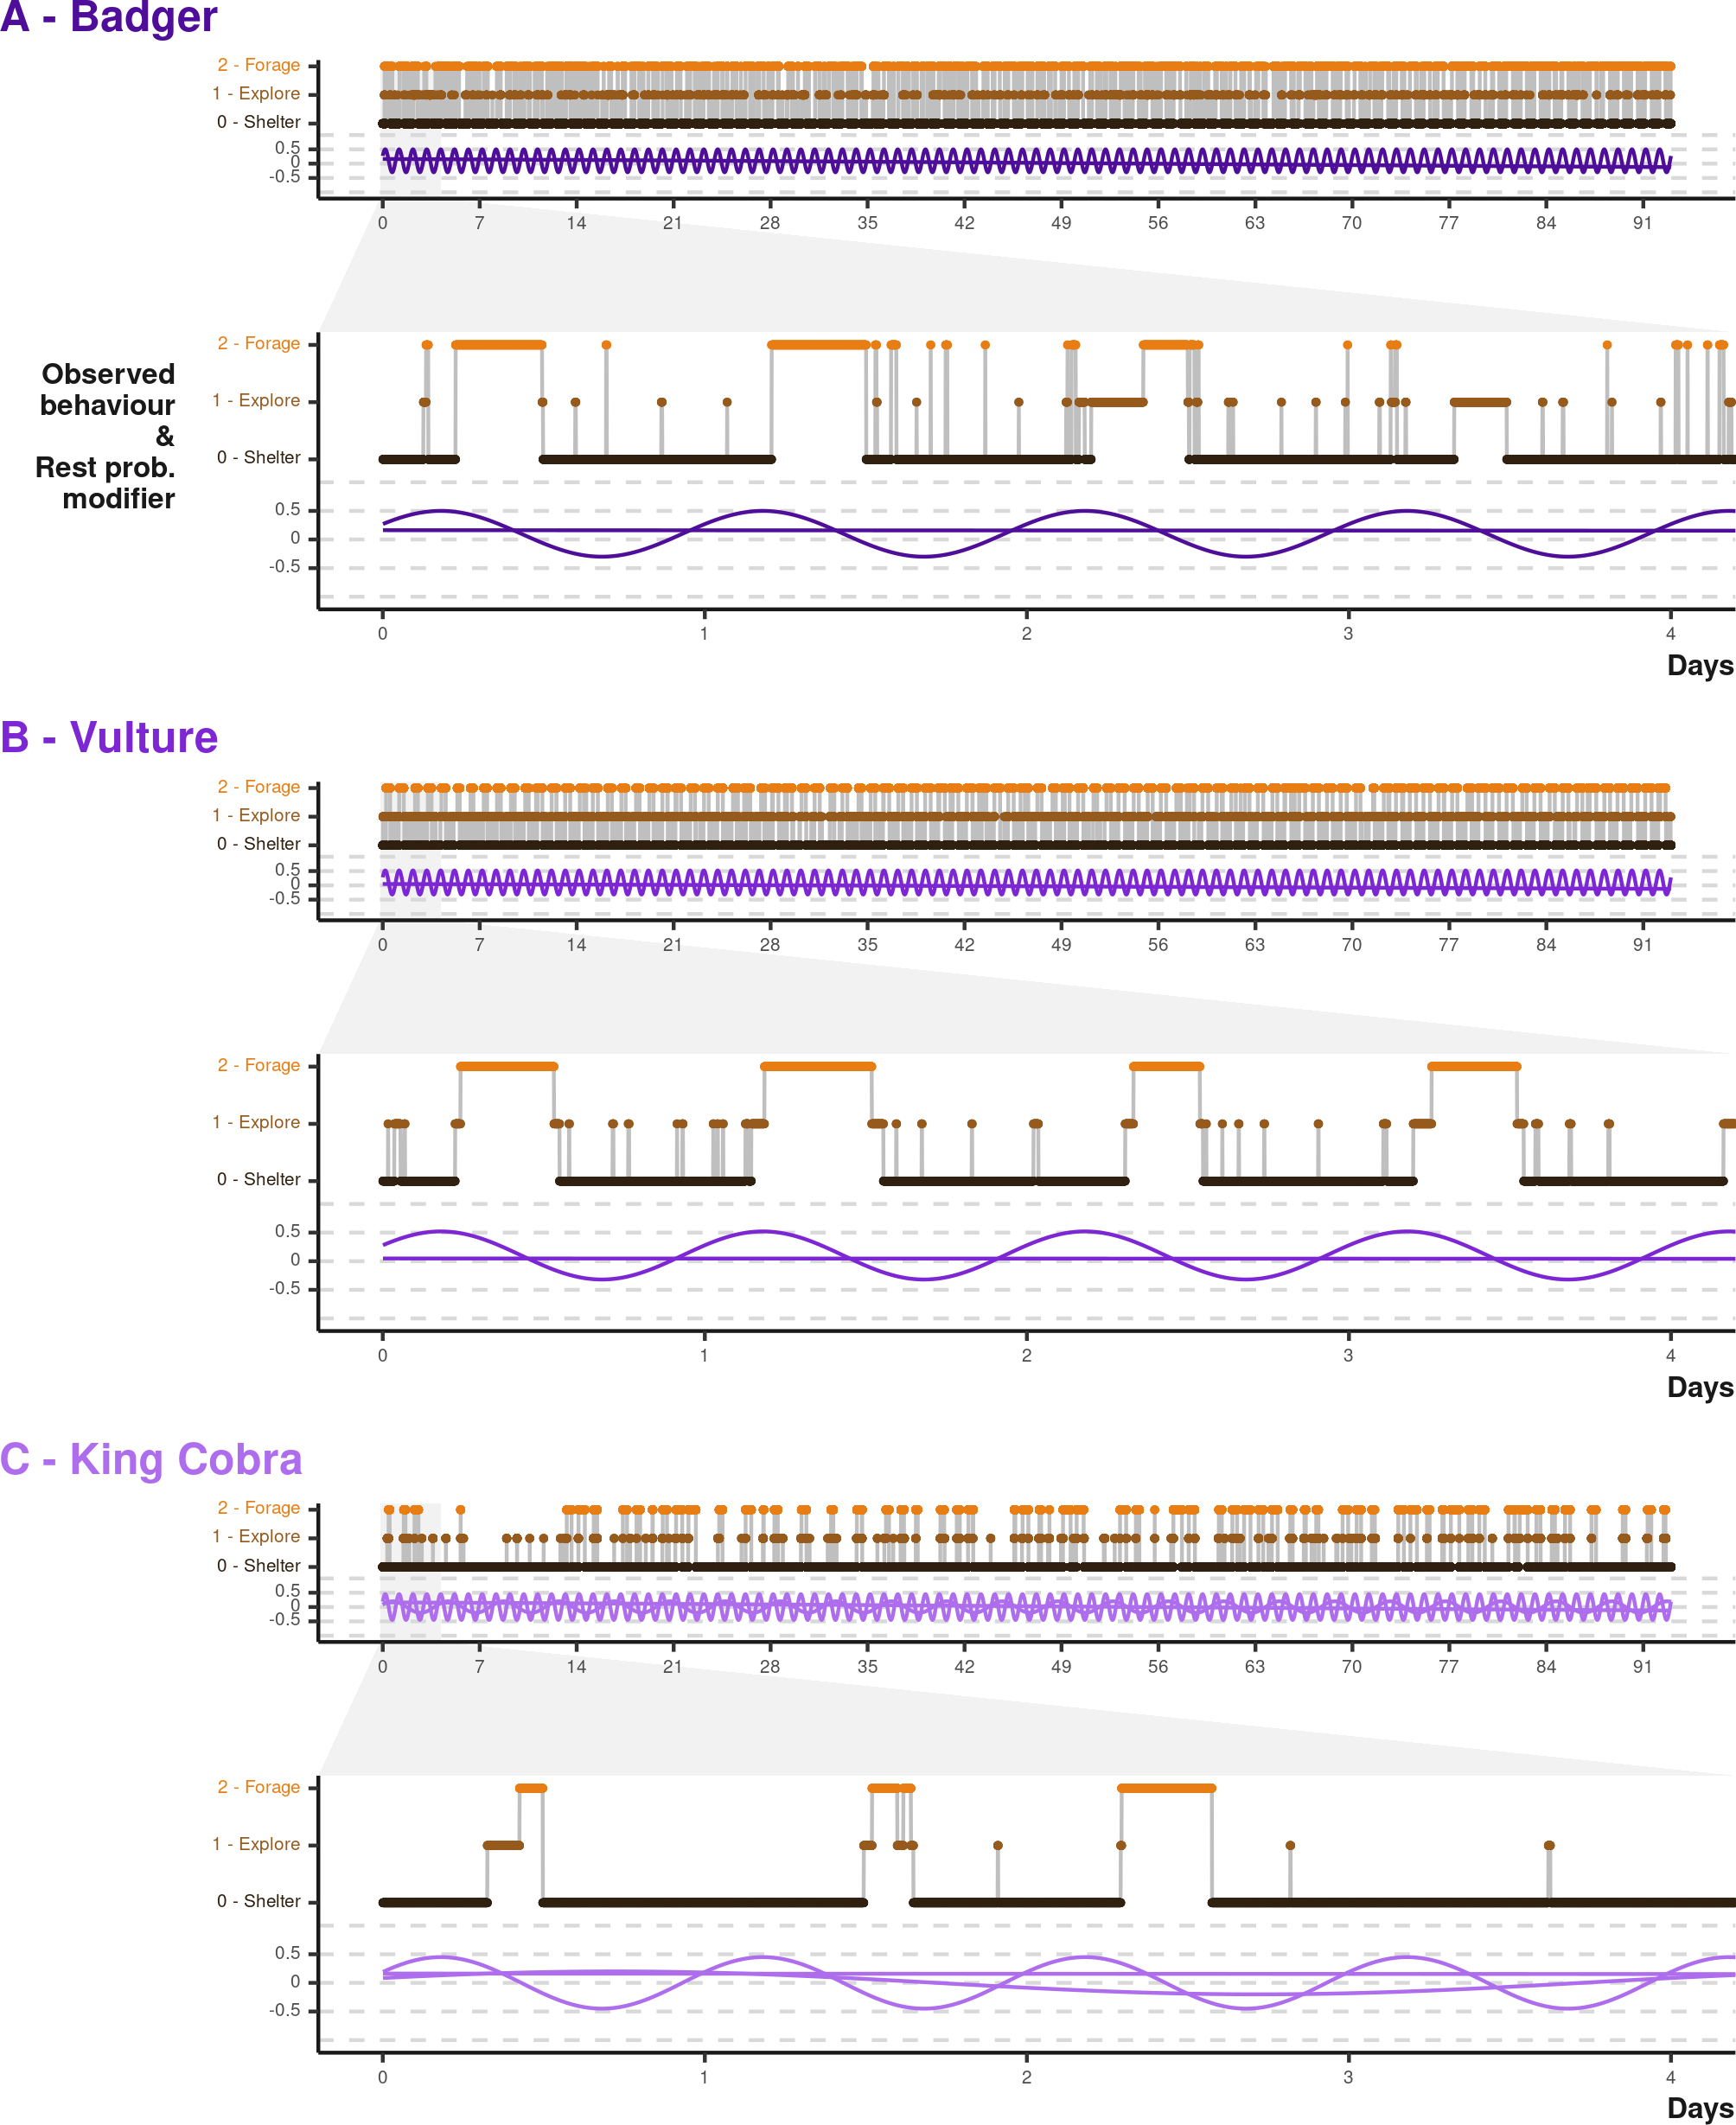 A - Badger
2 - Forage
1 - Explore
0 - Shelter
0.5
0
-0.5
0 7 14 21 28 35 42 49 56 63 70 77 84 91
Observed
behaviour
&
Rest prob.
modifier
2 - Forage
1 - Explore
0 - Shelter
0.5
0
-0.5
0 1 2 3 4
Days
B - Vulture
2 - Forage
1 - Explore
0 - Shelter
0.5
0
-0.5
0 7 14 21 28 35 42 49 56 63 70 77 84 91
2 - Forage
1 - Explore
0 - Shelter
0.5
0
-0.5
0 1 2 3 4
Days
C - King Cobra
2 - Forage
1 - Explore
0 - Shelter
0.5
0
-0.5
0 7 14 21 28 35 42 49 56 63 70 77 84 91
2 - Forage
1 - Explore
0 - Shelter
0.5
0
-0.5
0 1 2 3 4
Days